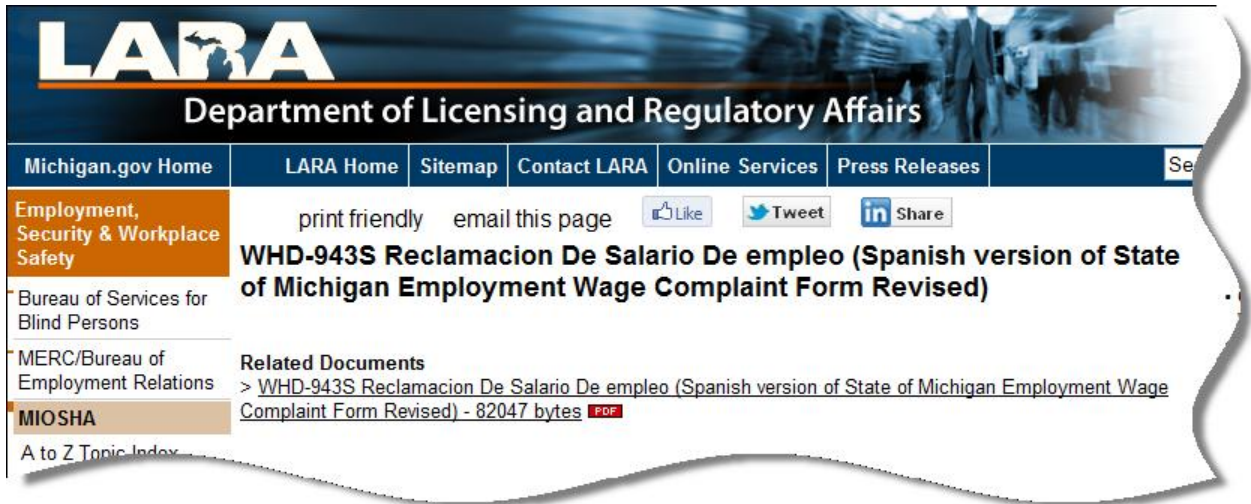 LARA
Department of Licensing and Regulatory Affairs
Michigan.gov Home LARA Home Sitemap Contact LARA Online Services Press Releases
Employment,
Security & Workplace
Safety
Bureau of Services for
Blind Persons
MERC/Bureau of
Employment Relations
MIOSHA
A to Z Topic Index
print friendly email this page Like Tweet in Share
WHD-943S Reclamacion De Salario De empleo (Spanish version of State
of Michigan Employment Wage Complaint Form Revised)
Related Documents
> WHD-943S Reclamacion De Salario De empleo (Spanish version of State of Michigan Employment Wage
Complaint Form Revised) - 82047 bytes PDF